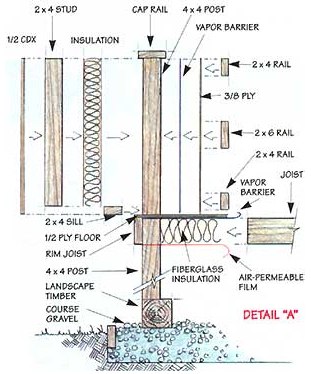 2 x 4 STUD
CAP RAIL
4 x 4 POST
VAPOR BARRIER
1/2 CDX
INSULATION
2 x 4 RAIL
3/8 PLY
2 x 6 RAIL
2 x 4 RAIL
VAPOR
BARRIER
JOIST
2 x 4 SILL
1/2 PLY FLOOR
RIM JOIST
4 x 4 POST
FIBERGLASS
INSULATION
AIR-PERMEABLE
FILM
LANDSCAPE
TIMBER
COURSE
GRAVEL
DETAIL "A"